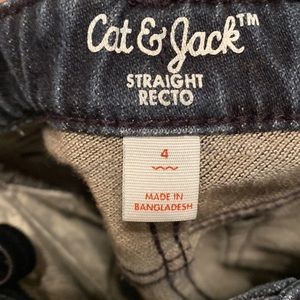 Cat & Jack™
STRAIGHT
RECTO
4
MADE IN
BANGLADESH